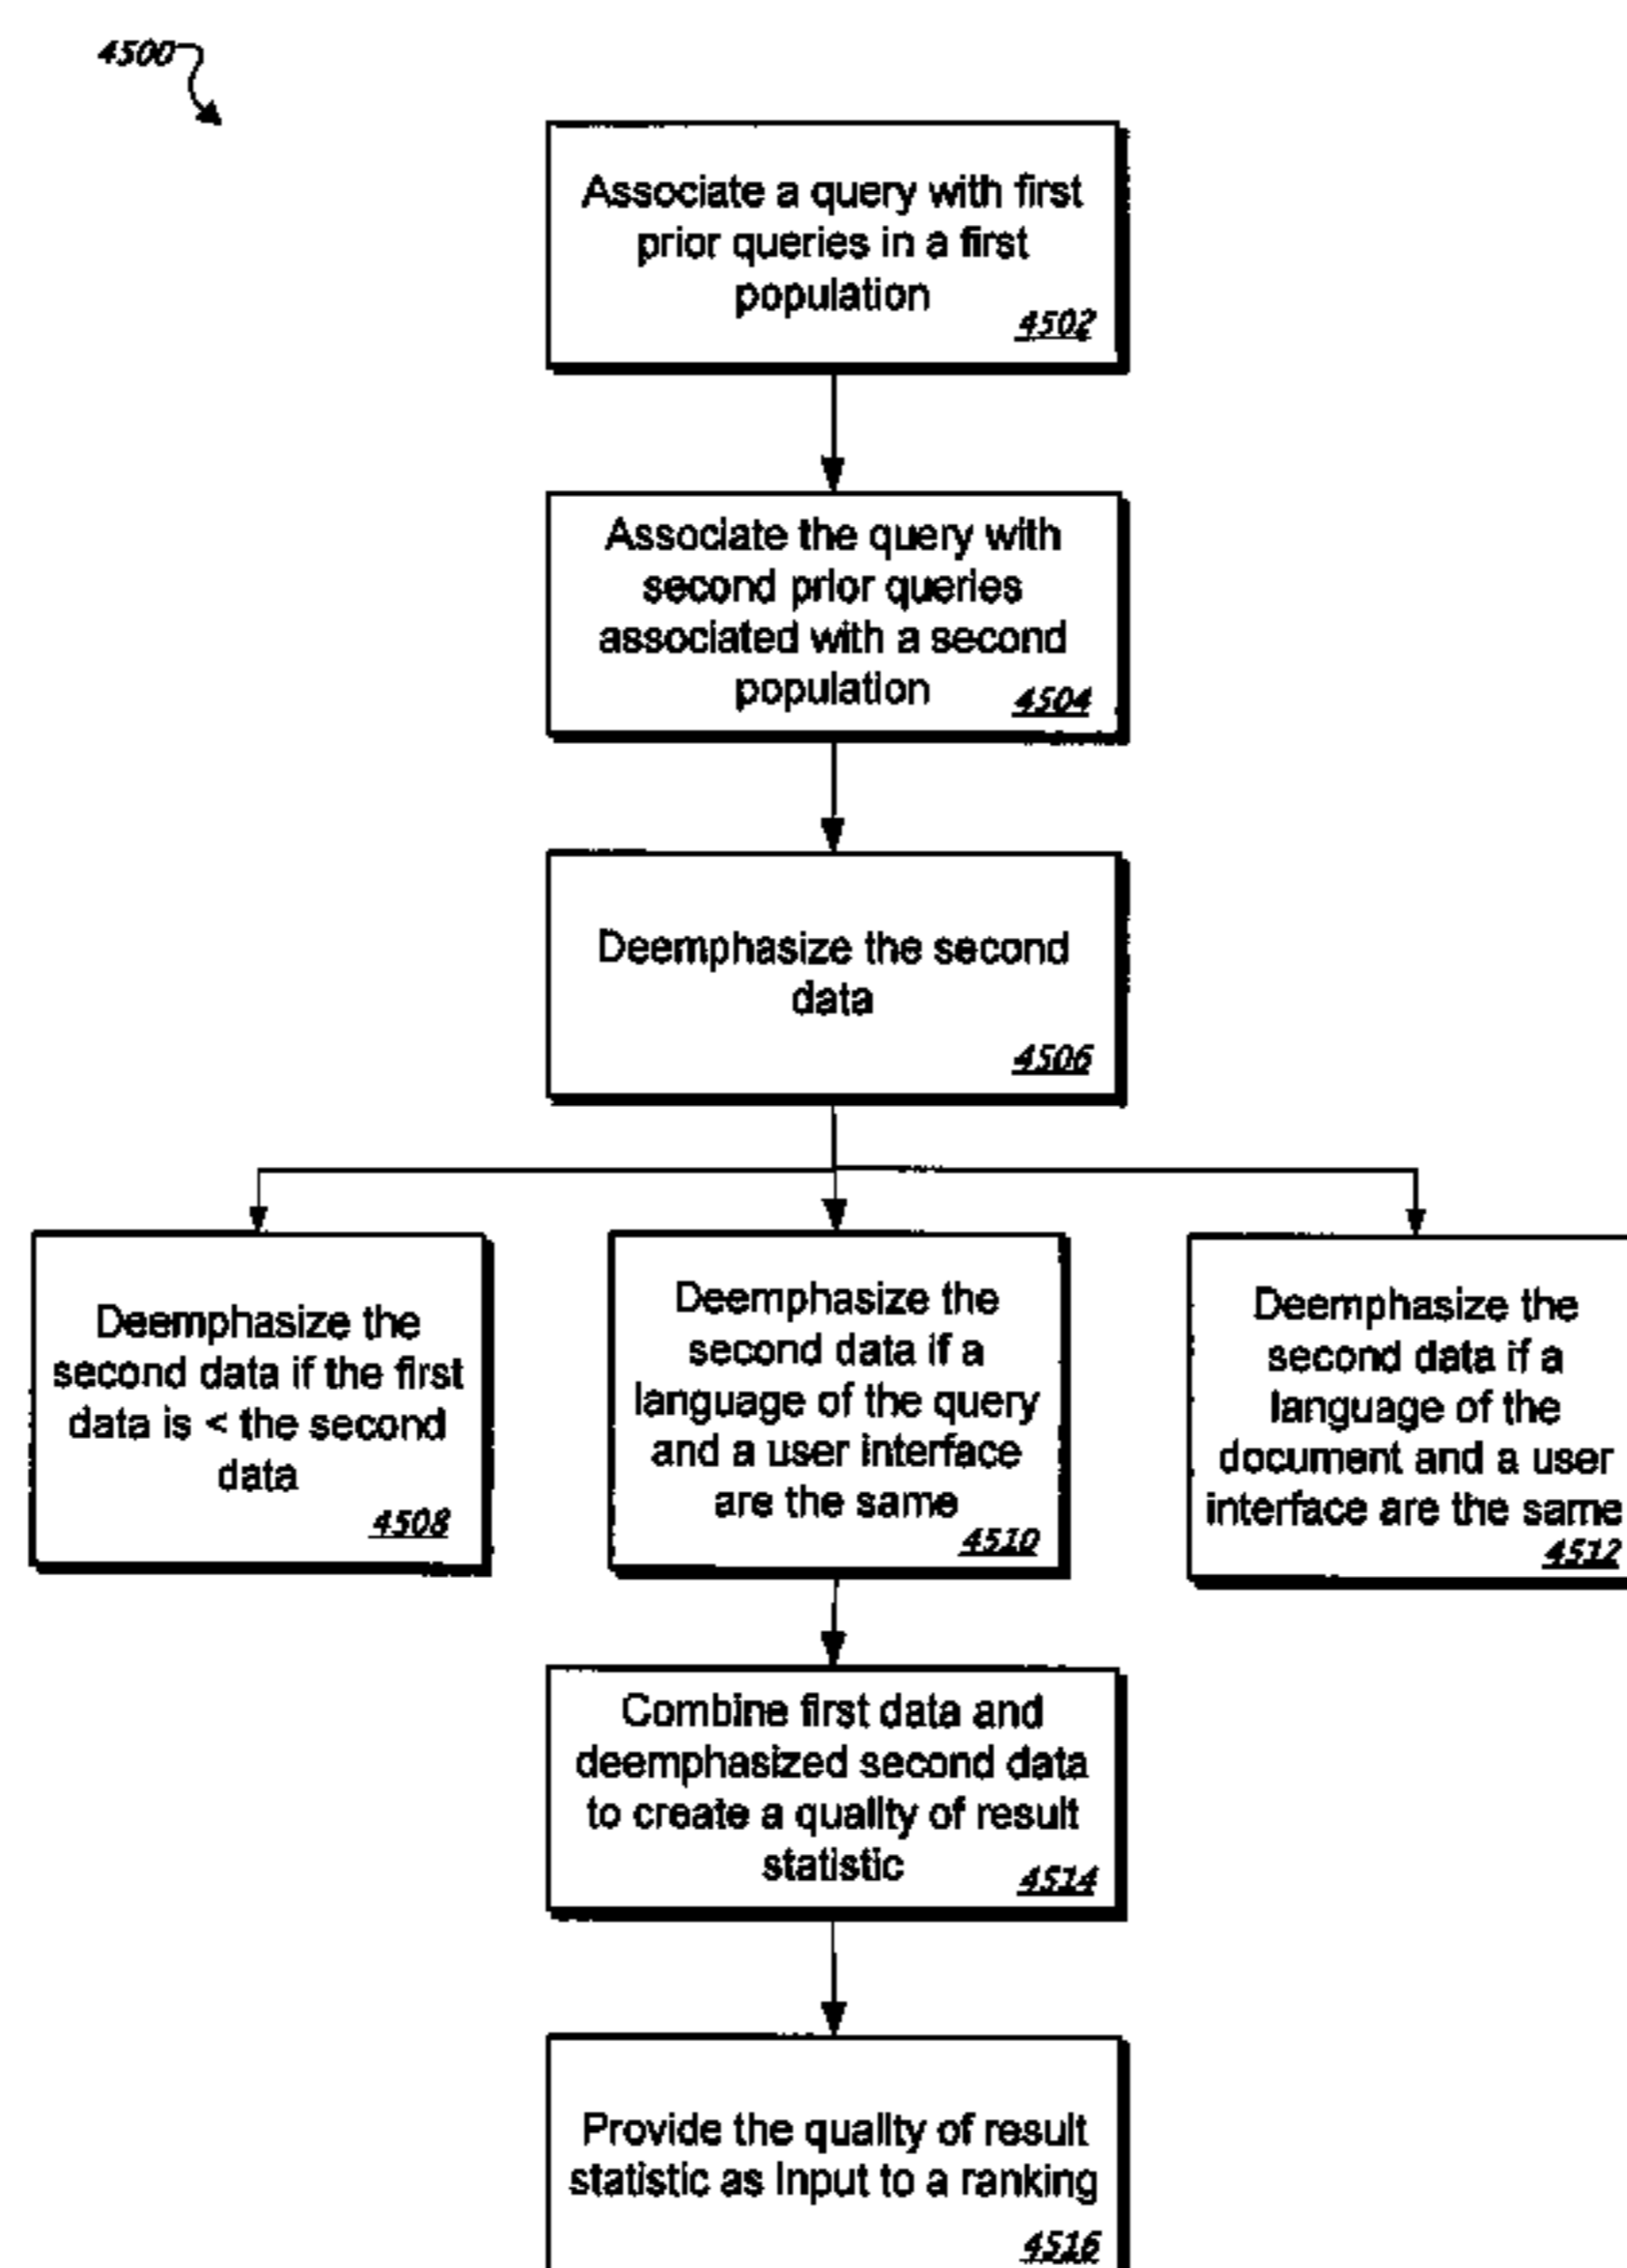 4500
Associate a query with first
prior queries in a first
population
4502
Associate the query with
second prior queries
associated with a second
population
4504
Deemphasize the second
data
4506
Deemphasize the
second data if the first
data is < the second
data
4508
Deemphasize the
second data if a
language of the query
and a user interface
are the same
4510
Deemphasize the
second data if a
language of the
document and a user
interface are the same
4512
Combine first data and
deemphasized second data
to create a quality of result
statistic
4514
Provide the quality of result
statistic as input to a ranking
4516